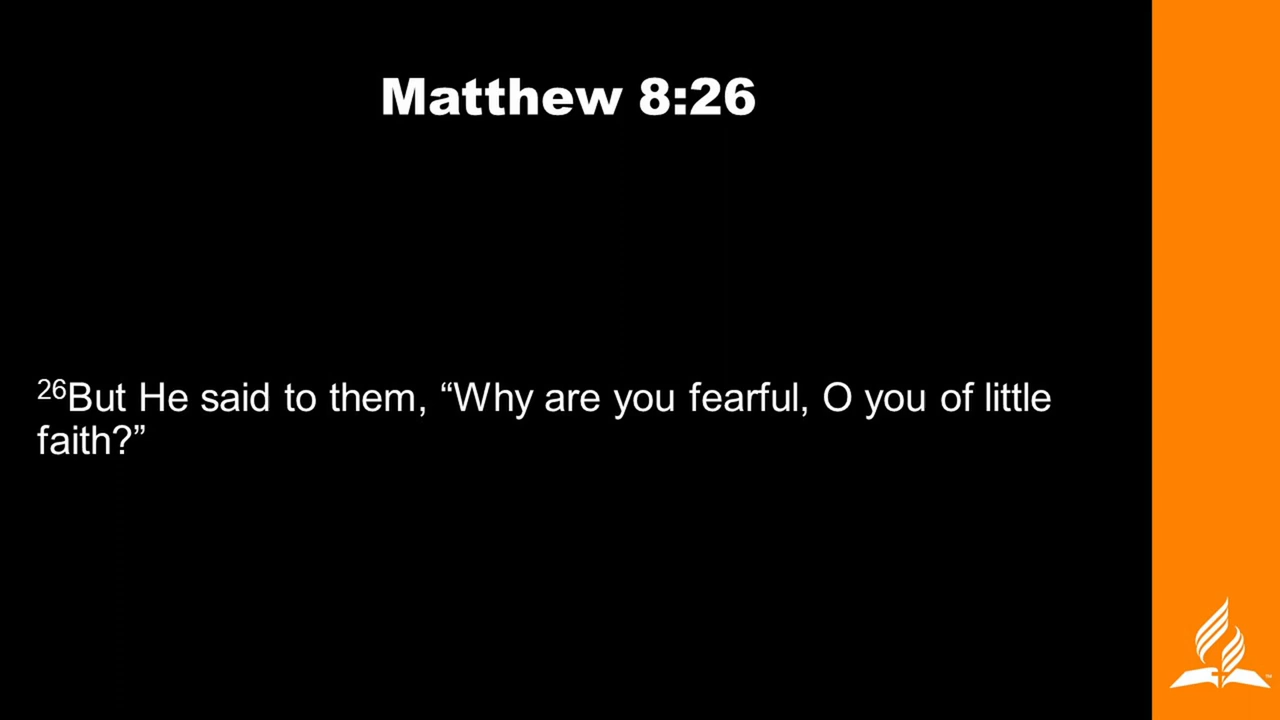 Matthew 8:26
26But He said to them, “Why are you fearful, O you of little
faith?”